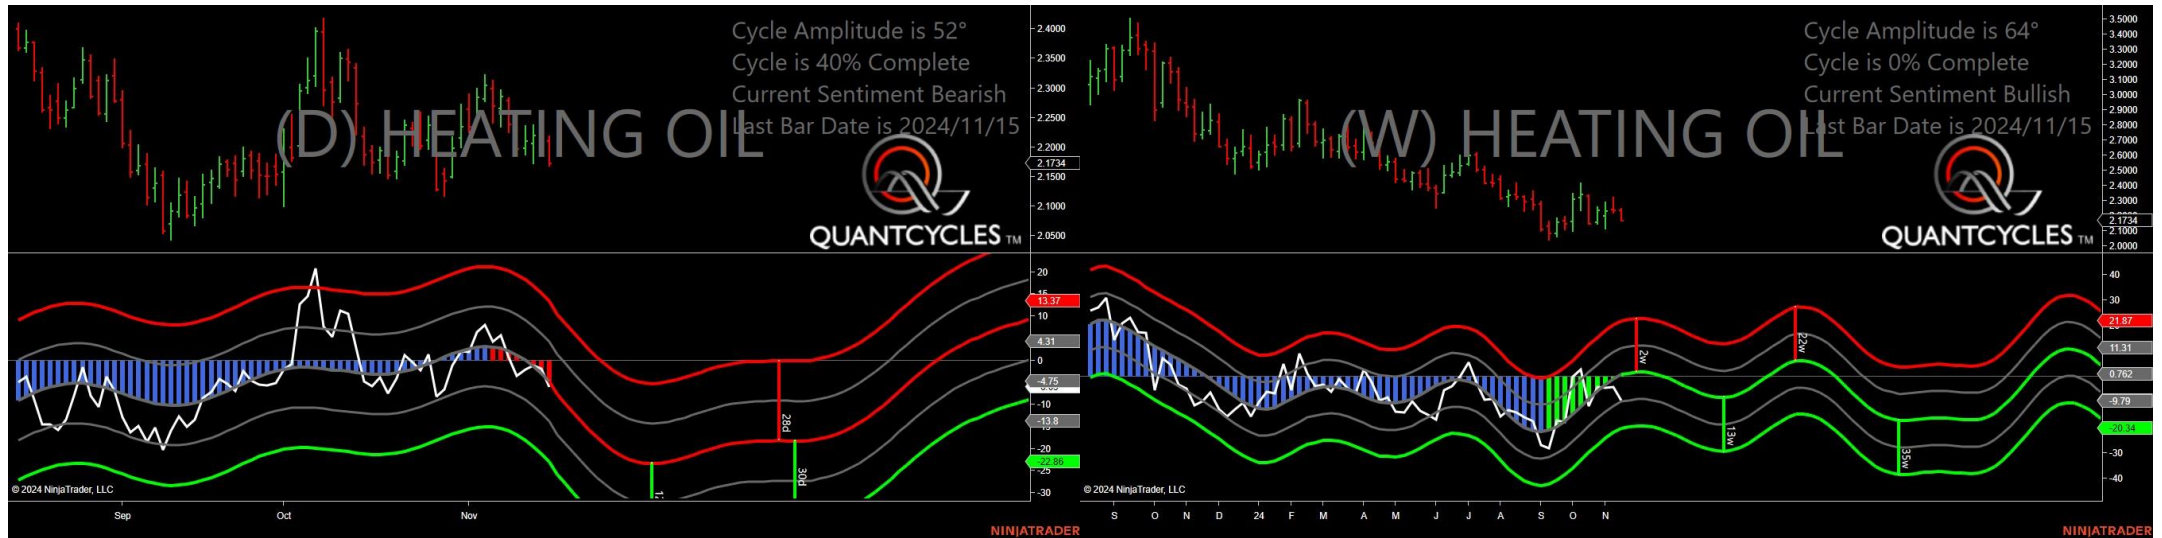 Cycle Amplitude is 52°
Cycle is 40% Complete
Current Sentiment Bearish
Last Bar Date is 2024/11/15
(D) HEATING OIL
QUANTCYCLES TM
2.4000
2.3500
2.3000
2.2500
2.2000
2.1734
2.1500
2.1000
2.0500
20
15
13.37
10
4.31
0
-4.75
-10
-13.8
-20
-22.86
-25
-30
28d
30d
© 2024 NinjaTrader, LLC
Sep
Oct
Nov
NINJATRADER
Cycle Amplitude is 64°
Cycle is 0% Complete
Current Sentiment Bullish
Last Bar Date is 2024/11/15
(W) HEATING OIL
QUANTCYCLES TM
3.5000
3.4000
3.3000
3.2000
3.1000
3.0000
2.9000
2.8000
2.7000
2.6000
2.5000
2.4000
2.3000
2.1734
2.1000
2.0000
40
30
21.87
11.31
0.762
-9.79
-20.34
-30
-40
2w
13w
22w
35w
© 2024 NinjaTrader, LLC
S
O
N
D
24
F
M
A
M
J
J
A
S
O
N
NINJATRADER